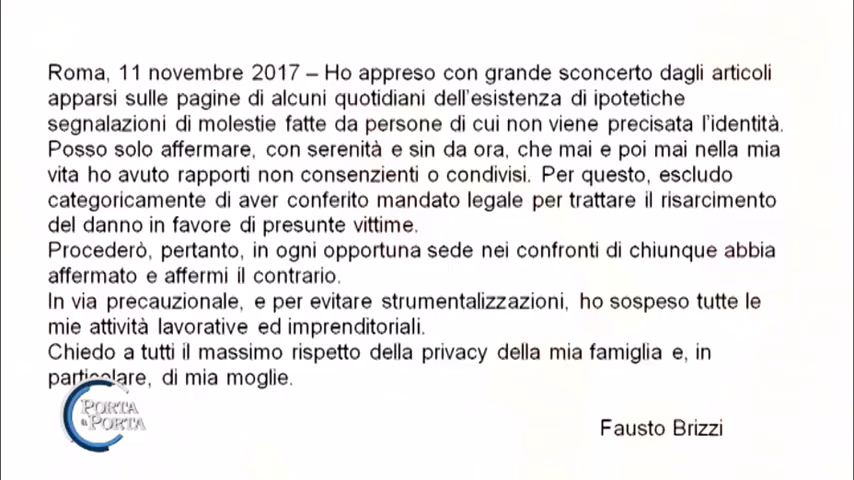 Roma, 11 novembre 2017 – Ho appreso con grande sconcerto dagli articoli
apparsi sulle pagine di alcuni quotidiani dell'esistenza di ipotetiche
segnalazioni di molestie fatte da persone di cui non viene precisata l'identità.
Posso solo affermare, con serenità e sin da ora, che mai e poi mai nella mia
vita ho avuto rapporti non consenzienti o condivisi. Per questo, escludo
categoricamente di aver conferito mandato legale per trattare il risarcimento
del danno in favore di presunte vittime.
Procederò, pertanto, in ogni opportuna sede nei confronti di chiunque abbia
affermato e affermi il contrario.
In via precauzionale, e per evitare strumentalizzazioni, ho sospeso tutte le
mie attività lavorative ed imprenditoriali.
Chiedo a tutti il massimo rispetto della privacy della mia famiglia e, in
particolare, di mia moglie.
Fausto Brizzi
PORTA
a PORTA